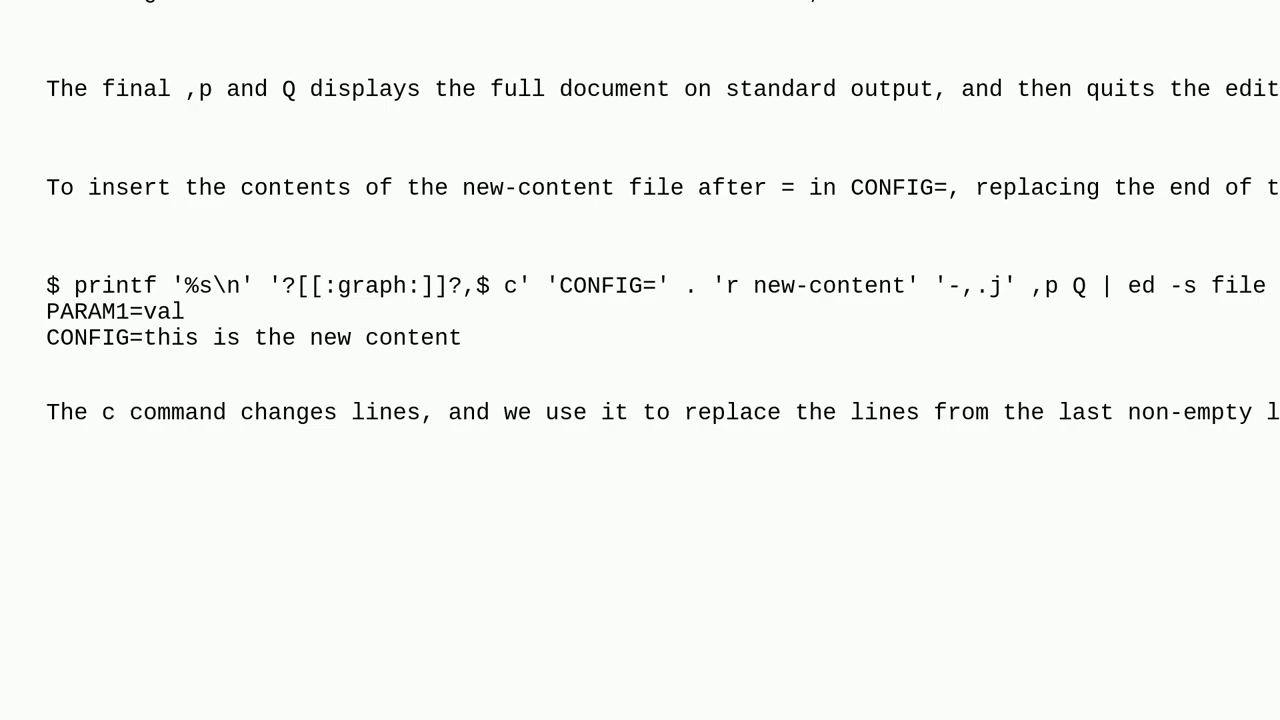 The final ,p and Q displays the full document on standard output, and then quits the edit
To insert the contents of the new-content file after = in CONFIG=, replacing the end of t
$ printf '%s\n' '?[[:graph:]]?,$ c' 'CONFIG=' . 'r new-content' '-,.j' ,p Q | ed -s file
PARAM1=val
CONFIG=this is the new content
The c command changes lines, and we use it to replace the lines from the last non-empty l